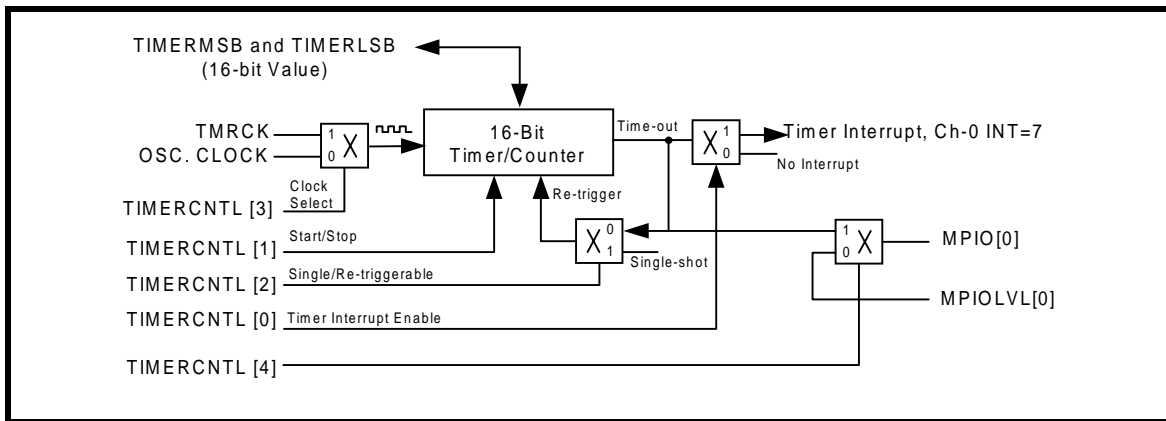 TIMERMSB and TIMERLSB
(16-bit Value)
TMRCK
OSC. CLOCK
1
0
X
16-Bit
Timer/Counter
Time-out
X
1
0
Timer Interrupt, Ch-0 INT=7
No Interrupt
Clock
Select
TIMERCNTL [3]
Re-trigger
TIMERCNTL [1]
Start/Stop
X
0
1
Single-shot
1
0
X
MPIO[0]
TIMERCNTL [2]
Single/Re-triggerable
MPIOLVL[0]
TIMERCNTL [0]
Timer Interrupt Enable
TIMERCNTL [4]